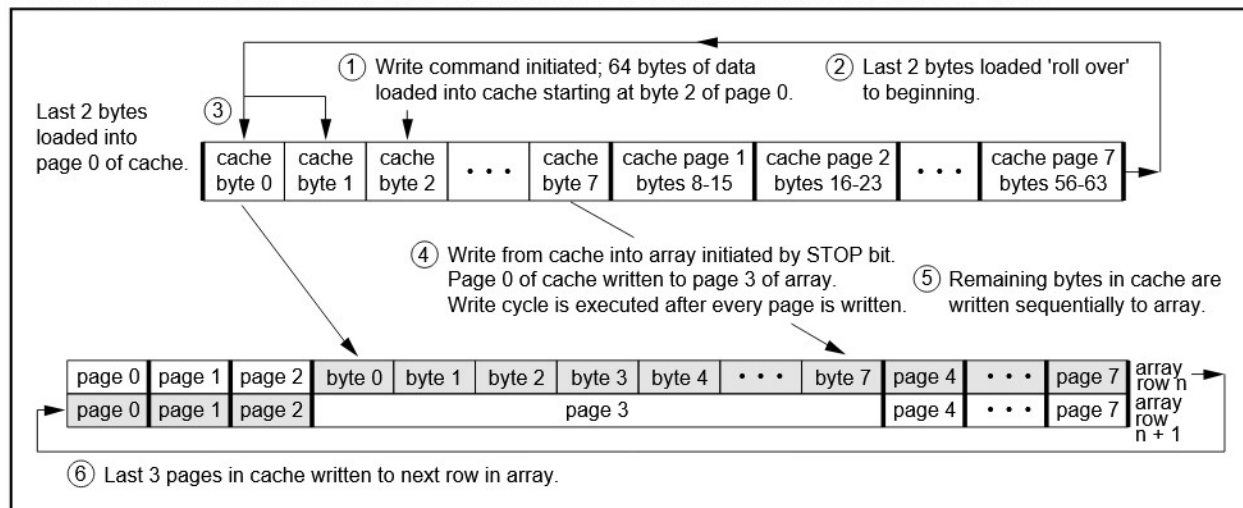 ① Write command initiated; 64 bytes of data
loaded into cache starting at byte 2 of page 0.
② Last 2 bytes loaded 'roll over'
to beginning.
Last 2 bytes
loaded into
page 0 of cache.
③
cache byte 0
cache byte 1
cache byte 2
• • •
cache byte 7
cache page 1 bytes 8-15
cache page 2 bytes 16-23
• • •
cache page 7 bytes 56-63
④ Write from cache into array initiated by STOP bit.
Page 0 of cache written to page 3 of array.
Write cycle is executed after every page is written.
⑤ Remaining bytes in cache are
written sequentially to array.
page 0 page 1 page 2 byte 0 byte 1 byte 2 byte 3 byte 4 • • • byte 7 page 4 • • • page 7 array row n
page 0 page 1 page 2 page 3 page 4 • • • page 7 array row n + 1
⑥ Last 3 pages in cache written to next row in array.